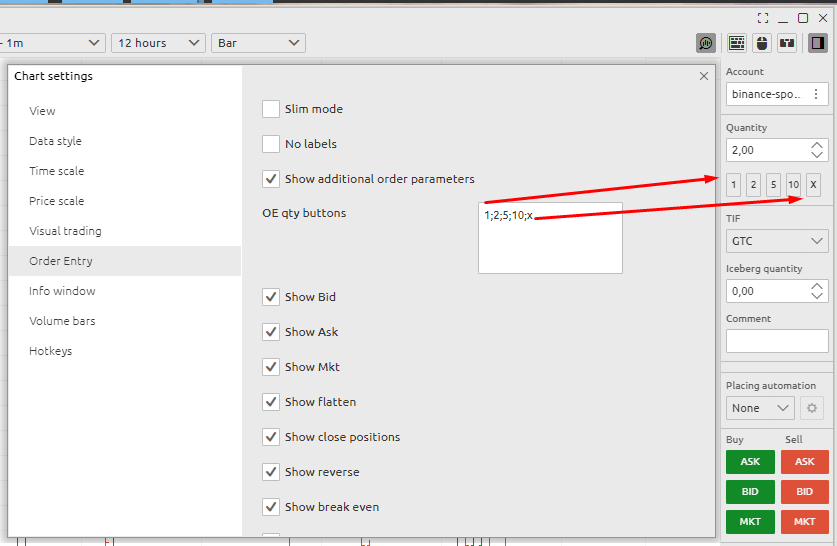 - 1m
12 hours
Bar
Chart settings
View
Data style
Time scale
Price scale
Visual trading
Order Entry
Info window
Volume bars
Hotkeys
Slim mode
No labels
Show additional order parameters
OE qty buttons
1;2;5;10;x
Show Bid
Show Ask
Show Mkt
Show flatten
Show close positions
Show reverse
Show break even
Account
binance-spo..
Quantity
2,00
1 2 5 10 X
TIF
GTC
Iceberg quantity
0,00
Comment
Placing automation
None
Buy Sell
ASK ASK
BID BID
MKT MKT